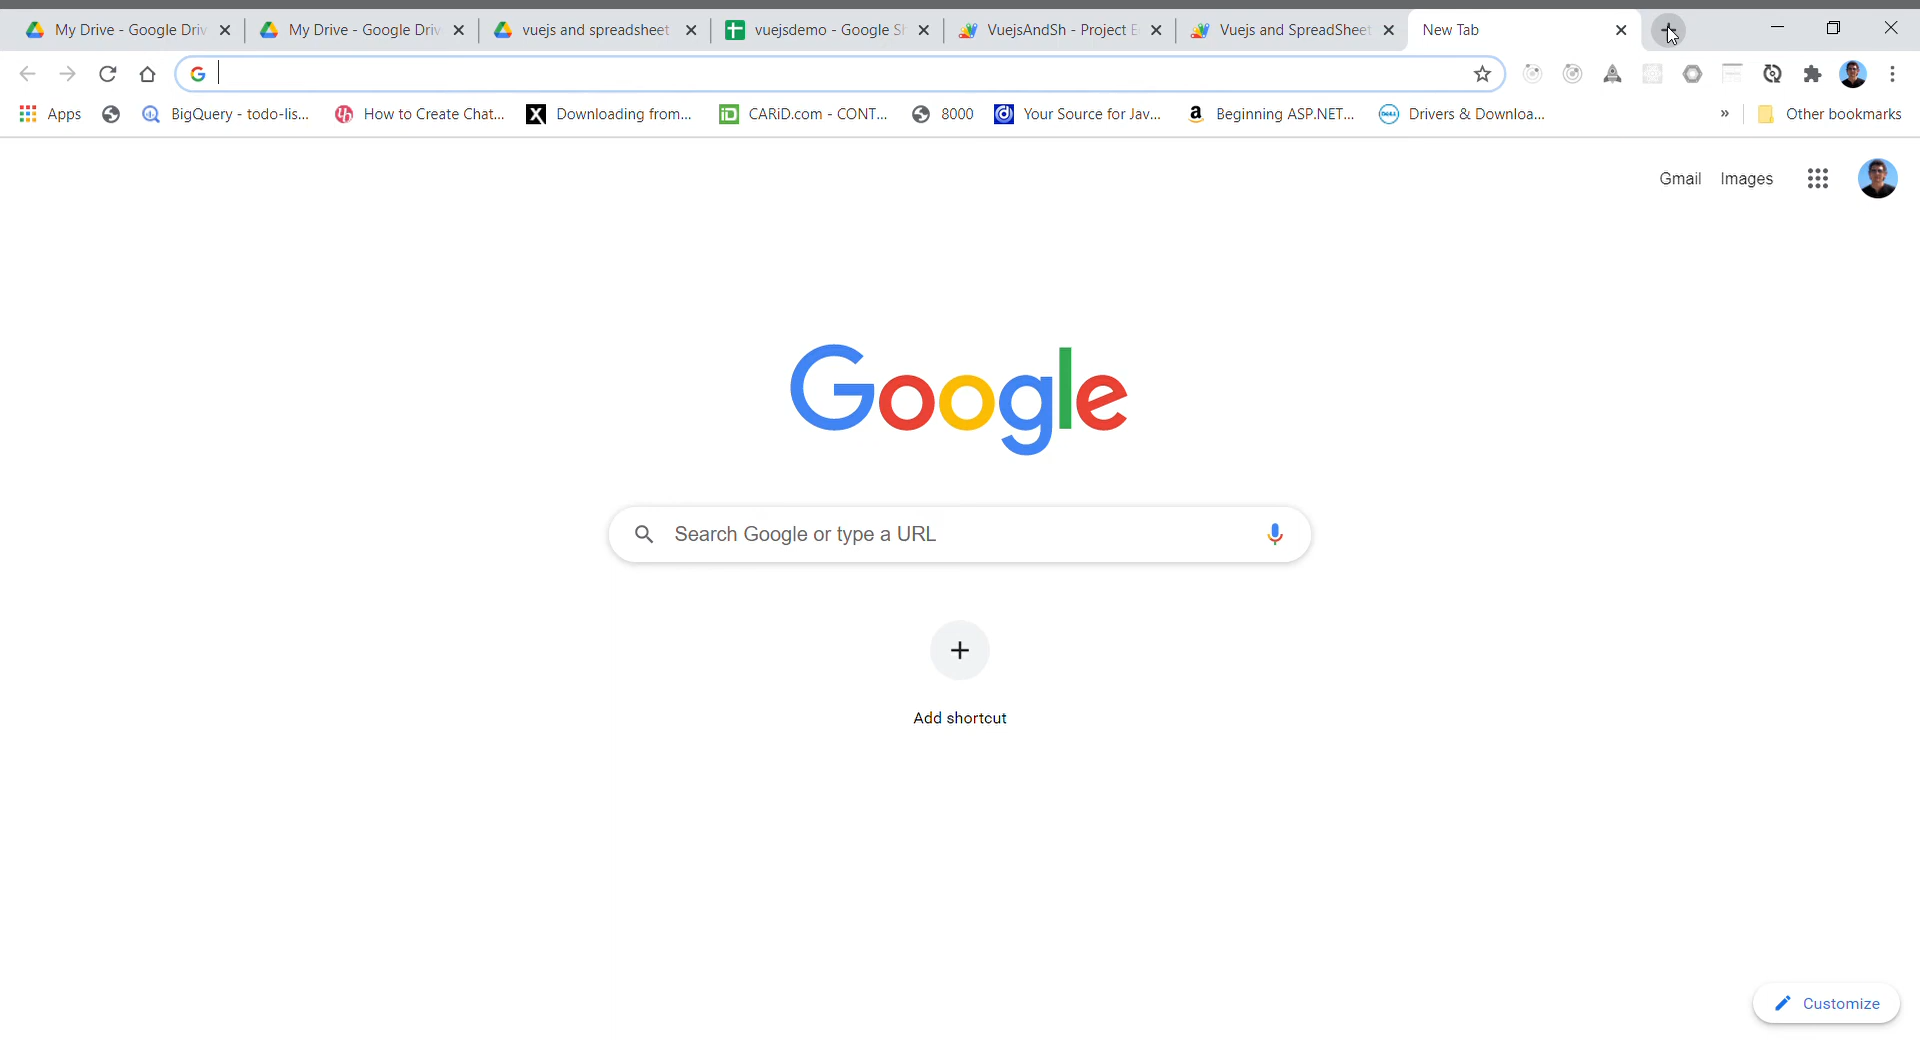 My Drive - Google Driv
My Drive - Google Driv
vuejs and spreadsheet
vuejsdemo - Google Sh
VuejsAndSh - Project E
Vuejs and SpreadSheet
New Tab
Apps
BigQuery - todo-lis...
How to Create Chat...
Downloading from...
CARiD.com - CONT...
8000
Your Source for Jav...
Beginning ASP.NET...
Drivers & Downloa...
»
Other bookmarks
Gmail
Images
Google
Search Google or type a URL
Add shortcut
Customize